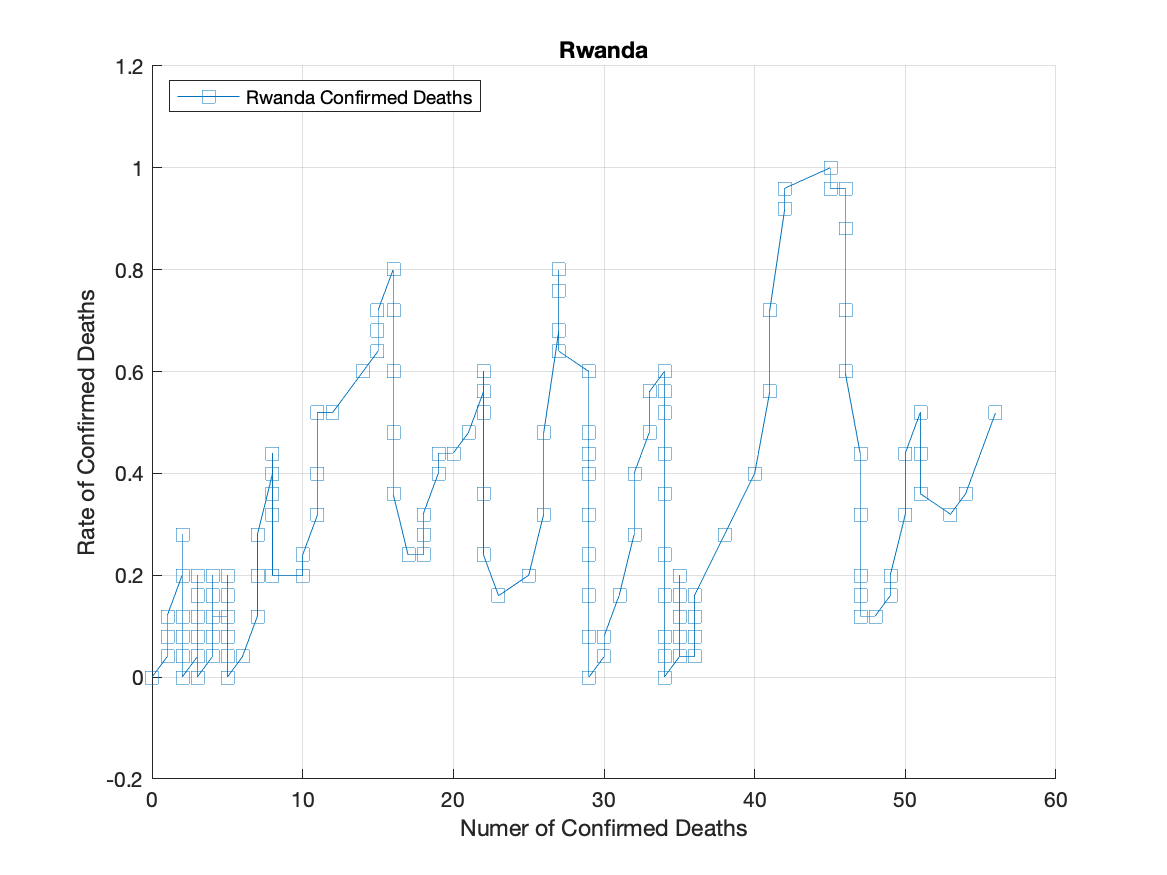 Rwanda
1.2
Rwanda Confirmed Deaths
1
0.8
0.6
0.4
0.2
0
-0.2
Rate of Confirmed Deaths
0 10 20 30 40 50 60
Numer of Confirmed Deaths